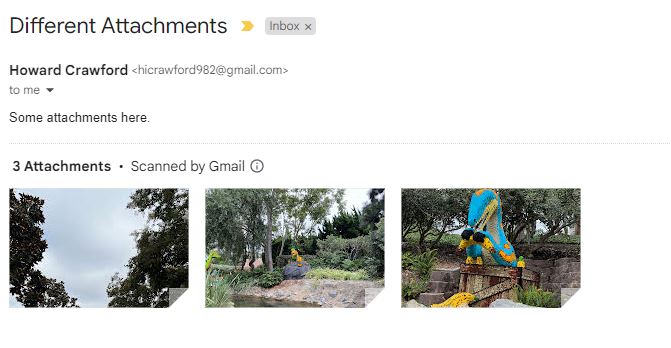 Different Attachments Inbox ×
Howard Crawford <hicrawford982@gmail.com>
to me
Some attachments here.
3 Attachments • Scanned by Gmail